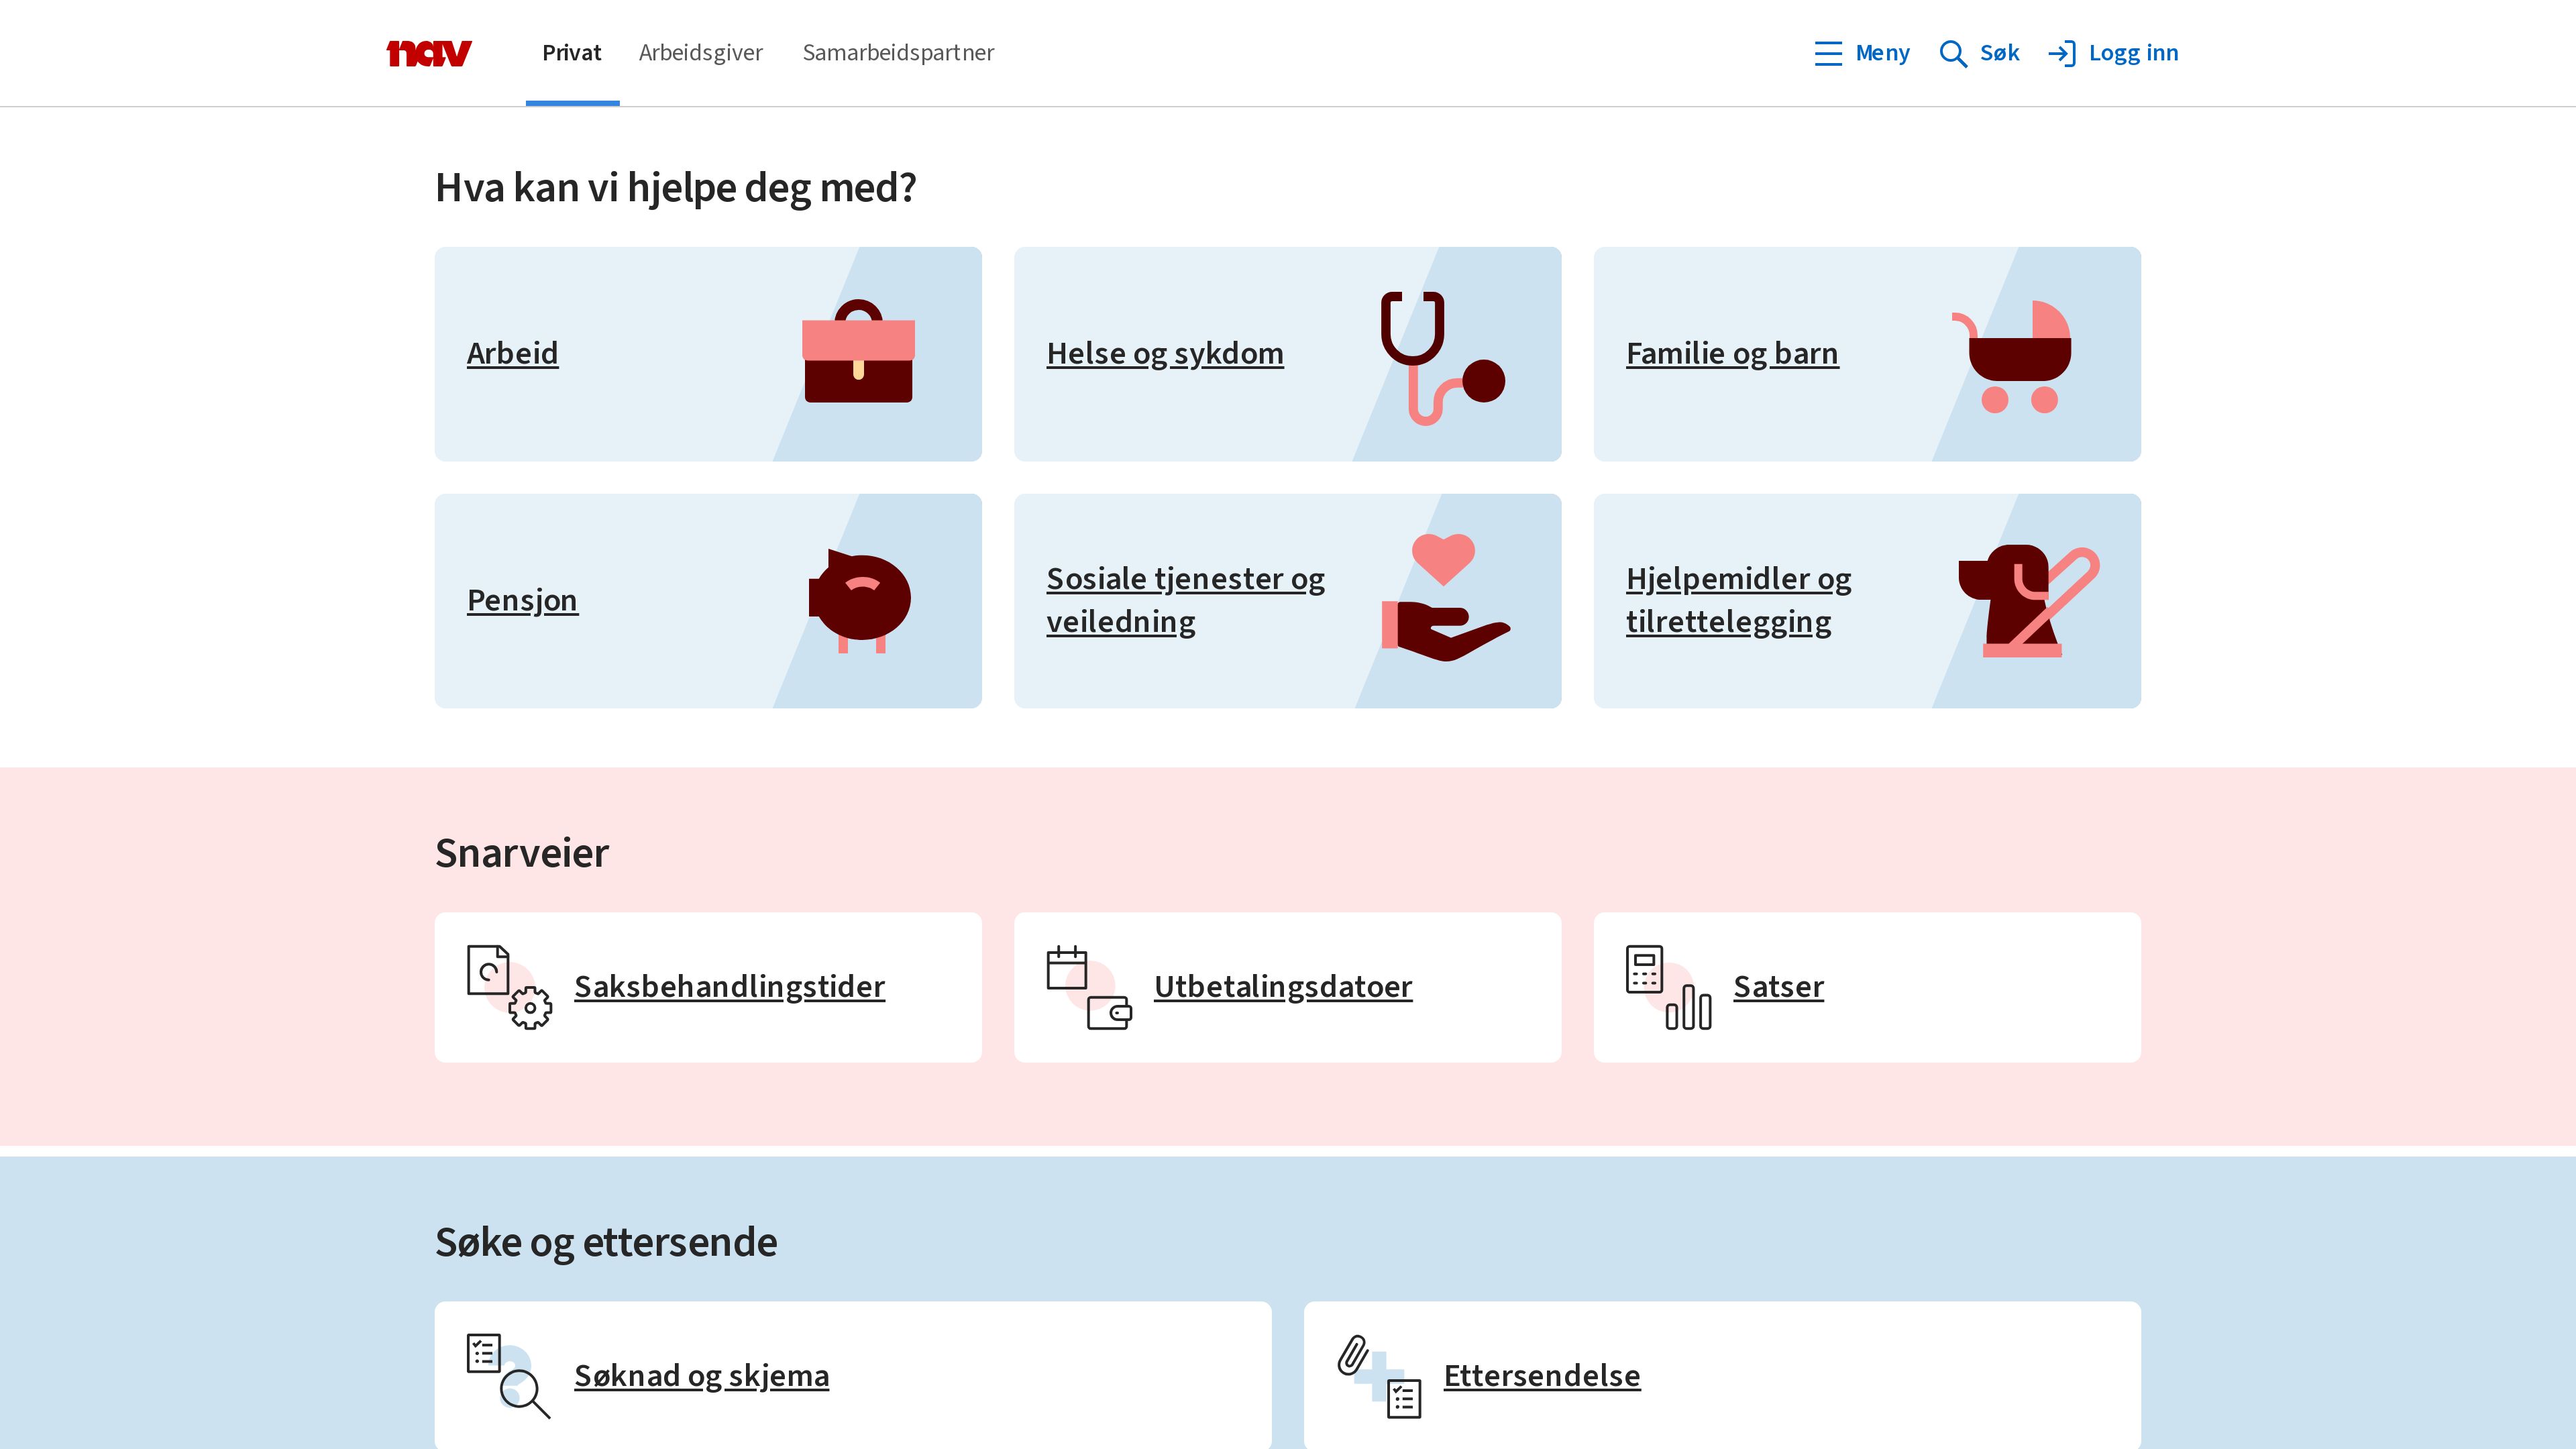 nav
Privat
Arbeidsgiver
Samarbeidspartner
Meny
Søk
Logg inn
Hva kan vi hjelpe deg med?
Arbeid
Helse og sykdom
Familie og barn
Pensjon
Sosiale tjenester og
veiledning
Hjelpemidler og
tilrettelegging
Snarveier
Saksbehandlingstider
Utbetalingsdatoer
Satser
Søke og ettersende
Søknad og skjema
Ettersendelse